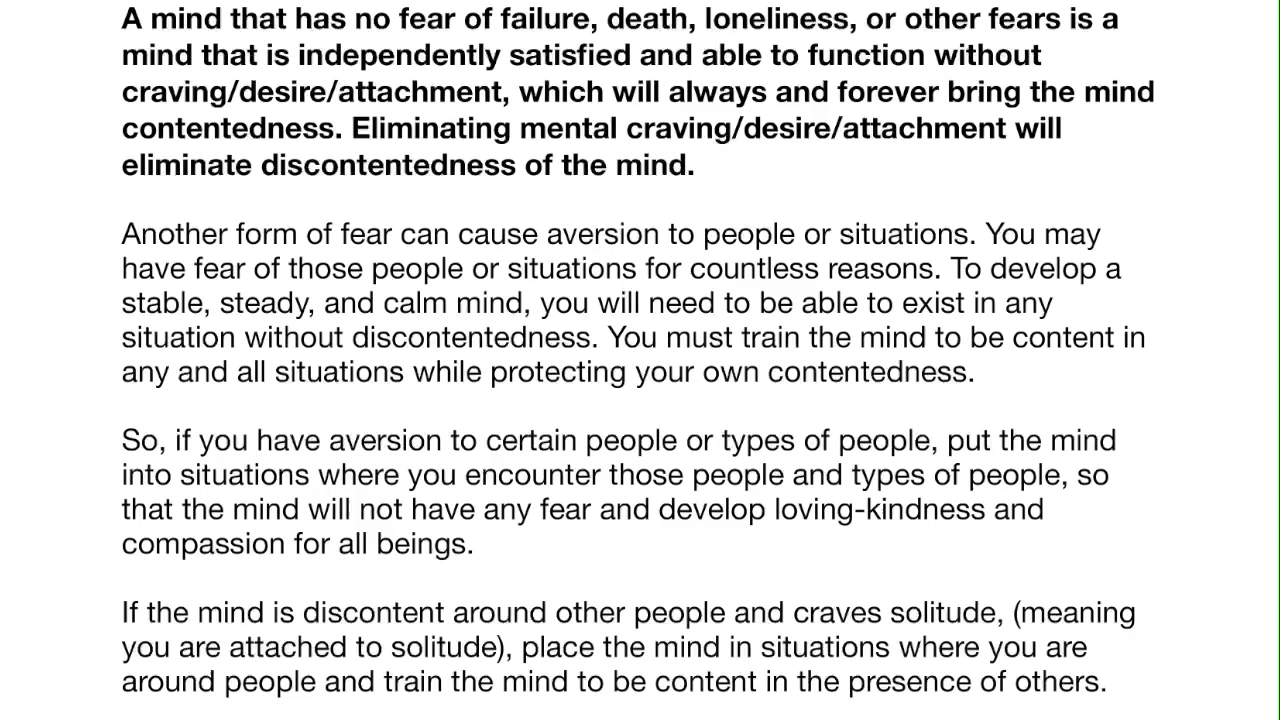 A mind that has no fear of failure, death, loneliness, or other fears is a
mind that is independently satisfied and able to function without
craving/desire/attachment, which will always and forever bring the mind
contentedness. Eliminating mental craving/desire/attachment will
eliminate discontentedness of the mind.
Another form of fear can cause aversion to people or situations. You may
have fear of those people or situations for countless reasons. To develop a
stable, steady, and calm mind, you will need to be able to exist in any
situation without discontentedness. You must train the mind to be content in
any and all situations while protecting your own contentedness.
So, if you have aversion to certain people or types of people, put the mind
into situations where you encounter those people and types of people, so
that the mind will not have any fear and develop loving-kindness and
compassion for all beings.
If the mind is discontent around other people and craves solitude, (meaning
you are attached to solitude), place the mind in situations where you are
around people and train the mind to be content in the presence of others.